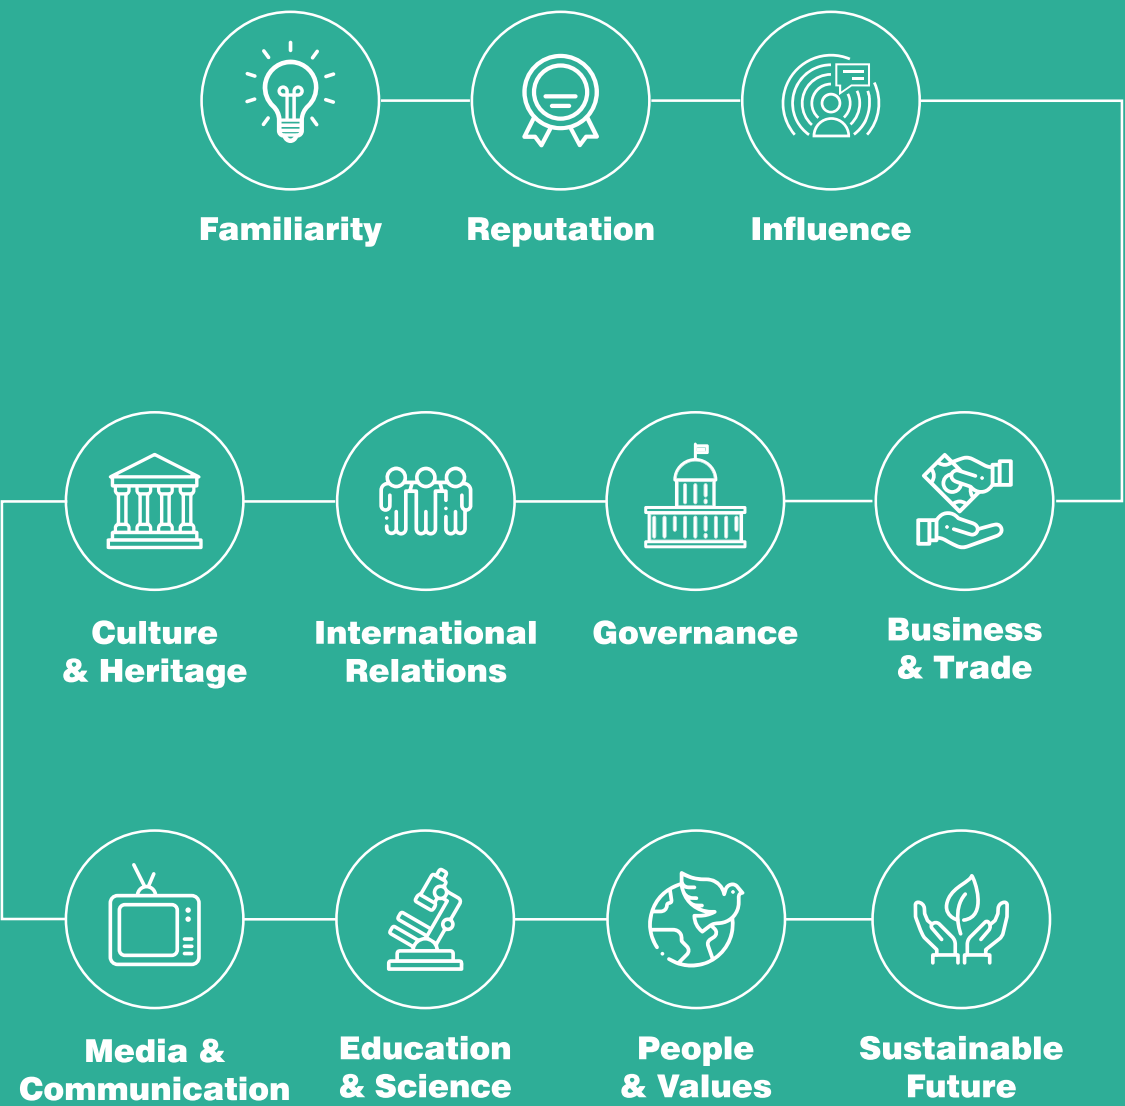 Familiarity
Reputation
Influence
Culture
& Heritage
International
Relations
Governance
Business
& Trade
Media &
Communication
Education
& Science
People
& Values
Sustainable
Future